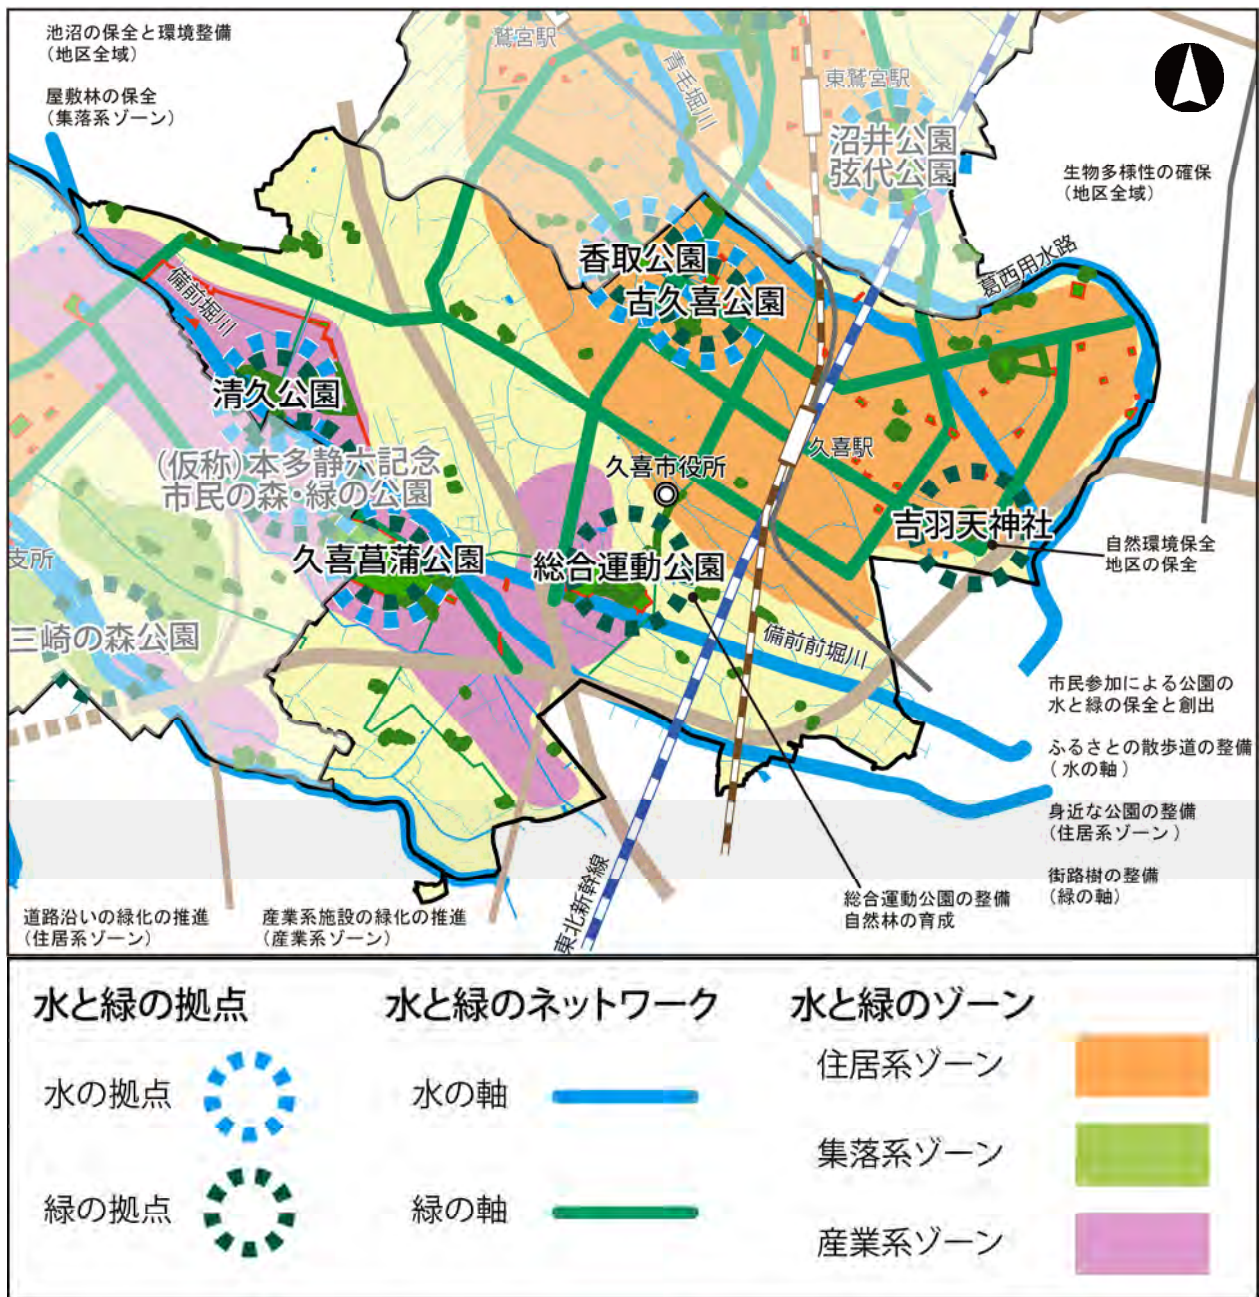 池沼の保全と環境整備
(地区全域)
屋敷林の保全
(集落系ゾーン)
鷲宮駅
青毛堀川
東鷲宮駅
沼井公園
弦代公園
生物多様性の確保
(地区全域)
葛西用水路
香取公園
古久喜公園
備前堀川
清久公園
(仮称)本多静六記念
市民の森・緑の公園
久喜市役所
久喜駅
吉羽天神社
自然環境保全
地区の保全
支所
久喜菖蒲公園
総合運動公園
三崎の森公園
備前前堀川
市民参加による公園の
水と緑の保全と創出
ふるさとの散歩道の整備
(水の軸)
身近な公園の整備
(住居系ゾーン)
街路樹の整備
(緑の軸)
総合運動公園の整備
自然林の育成
東北新幹線
道路沿いの緑化の推進
(住居系ゾーン)
産業系施設の緑化の推進
(産業系ゾーン)
水と緑の拠点
水の拠点
緑の拠点
水と緑のネットワーク
水の軸
緑の軸
水と緑のゾーン
住居系ゾーン
集落系ゾーン
産業系ゾーン